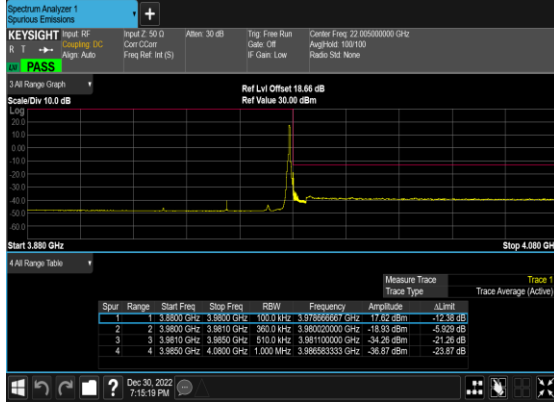 Spectrum Analyzer 1
Spurious Emissions
+
KEYSIGHT Input: RF Input Z: 50 Ω Atten: 30 dB Trig: Free Run Center Freq: 22.005000000 GHz
R T Coupling: DC Corr CCorr Gate: Off Avg|Hold: 100/100
Align: Auto Freq Ref: Int (S) IF Gain: Low Radio Std: None
PASS
3 All Range Graph Ref Lvl Offset 18.66 dB
Scale/Div 10.0 dB Ref Value 30.00 dBm
Log
20.0
10.0
0.00
-10.0
-20.0
-30.0
-40.0
-50.0
-60.0
Start 3.880 GHz Stop 4.080 GH
4 All Range Table
Measure Trace Trace 1
Trace Type Trace Average (Active)
Spur Range Start Freq Stop Freq RBW Frequency Amplitude ΔLimit
1 1 3.8800 GHz 3.9800 GHz 100.0 kHz 3.978666667 GHz 17.62 dBm -12.38 dB
2 2 3.9800 GHz 3.9810 GHz 360.0 kHz 3.980020000 GHz -18.93 dBm -5.929 dB
3 3 3.9810 GHz 3.9850 GHz 510.0 kHz 3.981100000 GHz -34.26 dBm -21.26 dB
4 4 3.9850 GHz 4.0800 GHz 1.000 MHz 3.986583333 GHz -36.87 dBm -23.87 dB
? Dec 30, 2022
7:15:19 PM